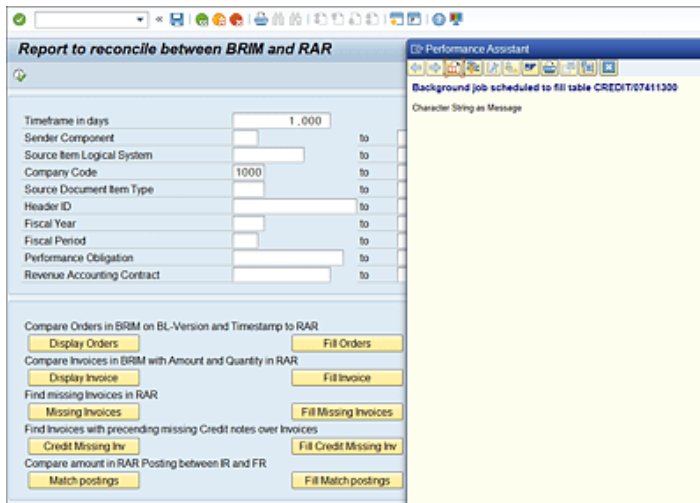 Report to reconcile between BRIM and RAR
Performance Assistant
Background job scheduled to fill table CREDIT/07411300
Character String as Message
Timeframe in days 1,000
Sender Component to
Source Item Logical System to
Company Code 1000 to
Source Document Item Type to
Header ID to
Fiscal Year to
Fiscal Period to
Performance Obligation to
Revenue Accounting Contract to
Compare Orders in BRIM on BL-Version and Timestamp to RAR
Display Orders Fill Orders
Compare Invoices in BRIM with Amount and Quantity in RAR
Display Invoice Fill Invoice
Find missing Invoices in RAR
Missing Invoices Fill Missing Invoices
Find Invoices with precending missing Credit notes over Invoices
Credit Missing Inv Fill Credit Missing Inv
Compare amount in RAR Posting between IR and FR
Match postings Fill Match postings